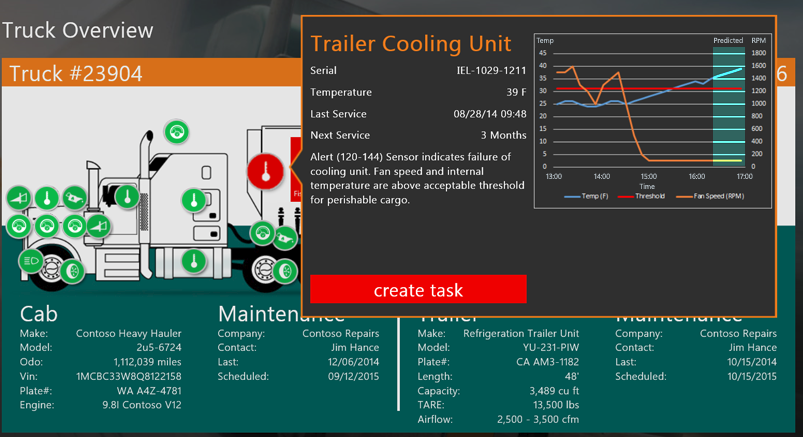 Truck Overview
Truck #23904
6
Trailer Cooling Unit
Serial IEL-1029-1211
Temperature 39 F
Last Service 08/28/14 09:48
Next Service 3 Months
Alert (120-144) Sensor indicates failure of
cooling unit. Fan speed and internal
temperature are above acceptable threshold
for perishable cargo.
create task
Temp Predicted RPM
45 1800
40 1600
35 1400
30 1200
25 1000
20 800
15 600
10 400
5 200
0 0
13:00 14:00 15:00 16:00 17:00
Time
Temp (F) Threshold Fan Speed (RPM)
Cab
Make: Contoso Heavy Hauler
Model: 2u5-6724
Odo: 1,112,039 miles
Vin: 1MCBC33W8Q8122158
Plate#: WA A4Z-4781
Engine: 9.8l Contoso V12
Maintenance
Company: Contoso Repairs
Contact: Jim Hance
Last: 12/06/2014
Scheduled: 09/12/2015
Trailer
Make: Refrigeration Trailer Unit
Model: YU-231-PIW
Plate#: CA AM3-1182
Length: 48'
Capacity: 3,489 cu ft
TARE: 13,500 lbs
Airflow: 2,500 - 3,500 cfm
Maintenance
Company: Contoso Repairs
Contact: Jim Hance
Last: 10/15/2014
Scheduled: 10/15/2015